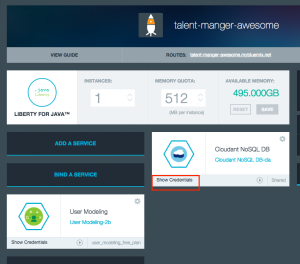 talent-manger-awesome
VIEW GUIDE
ROUTES: talent-manger-awesome.mybluemix.net
INSTANCES:
1
MEMORY QUOTA:
512
(MB per instance)
AVAILABLE MEMORY:
495.000GB
RESET
SAVE
LIBERTY FOR JAVA™
ADD A SERVICE
BIND A SERVICE
Cloudant NoSQL DB
Cloudant NoSQL DB-da
Show Credentials
Shared
User Modeling
User Modeling-2b
Show Credentials
user_modeling_free_plan